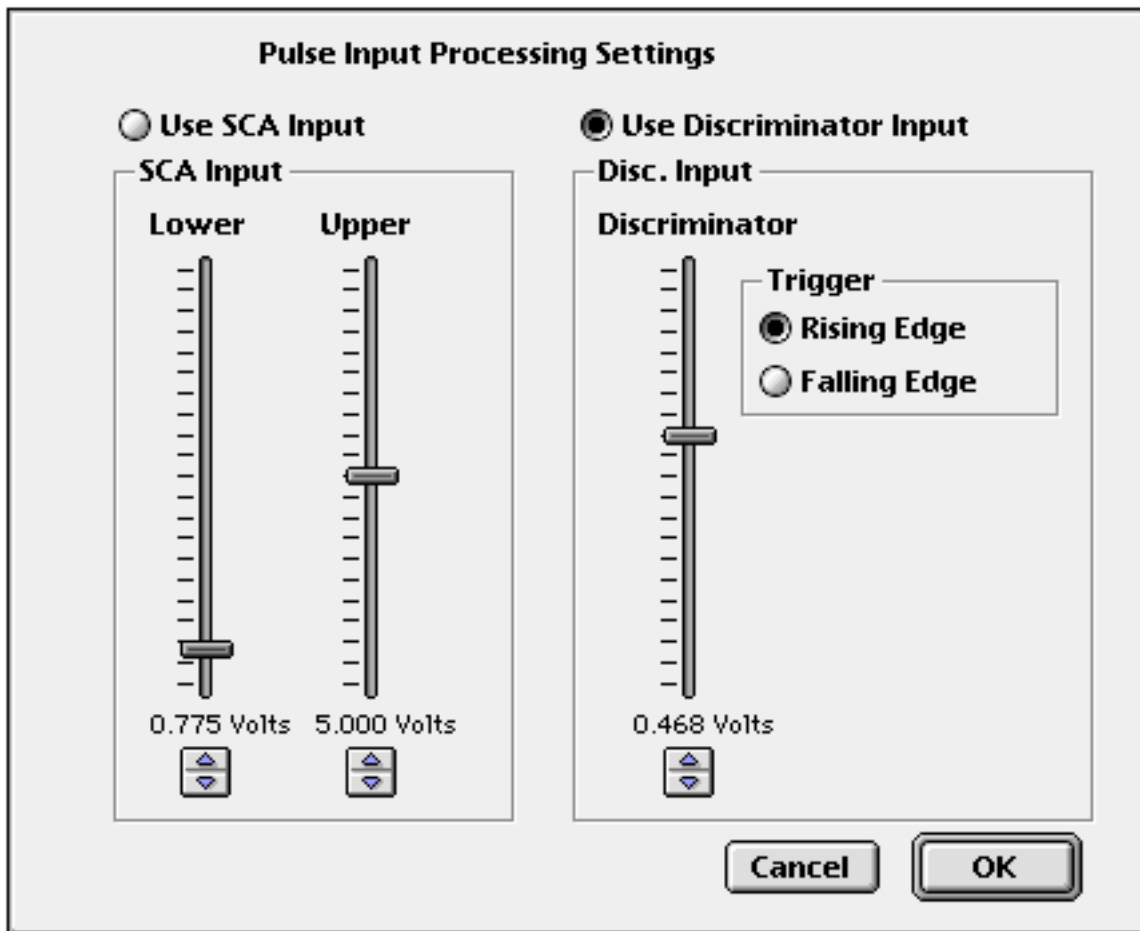 Pulse Input Processing Settings
Use SCA Input
Use Discriminator Input
SCA Input
Lower
Upper
0.775 Volts
5.000 Volts
Disc. Input
Discriminator
Trigger
Rising Edge
Falling Edge
0.468 Volts
Cancel
OK